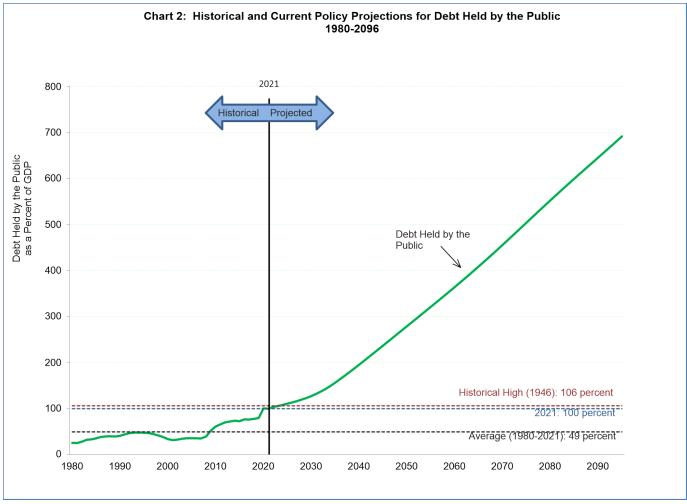 Chart 2:  Historical and Current Policy Projections for Debt Held by the Public
1980-2096
2021
Historical Projected
Debt Held by the Public
as a Percent of GDP
800
700
600
500
400
300
200
100
0
Debt Held by the
Public
Historical High (1946): 106 percent
2021: 100 percent
Average (1980-2021): 49 percent
1980 1990 2000 2010 2020 2030 2040 2050 2060 2070 2080 2090